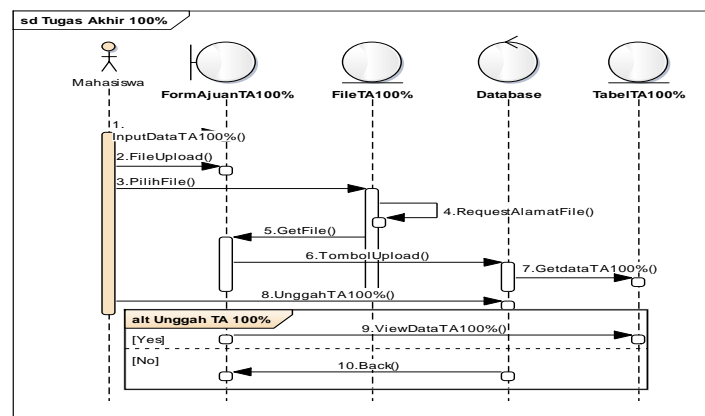 sd Tugas Akhir 100%
Mahasiswa
FormAjuanTA100%
FileTA100%
Database
TabelTA100%
1.
InputDataTA100%()
2.FileUpload()
3.PilihFile()
4.RequestAlamatFile()
5.GetFile()
6.TombolUpload()
7.GetdataTA100%()
8.UnggahTA100%()
alt Unggah TA 100%
[Yes]
9.ViewDataTA100%()
[No]
10.Back()